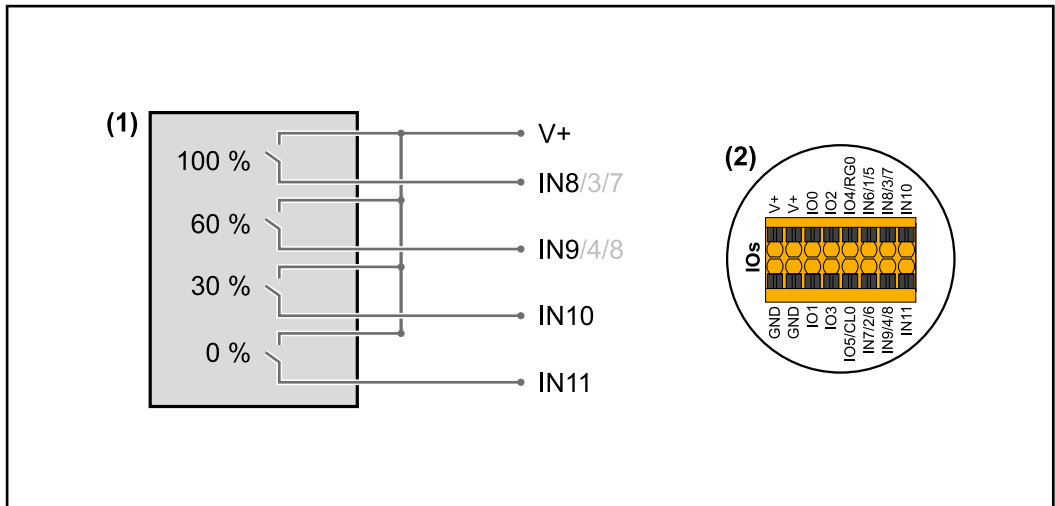 (1)
100 %
60 %
30 %
0 %
V+
IN8/3/7
IN9/4/8
IN10
IN11
(2)
IOs
V+
V+
IO0
IO2
IO4/RG0
IN6/1/5
IN8/3/7
IN10
GND
GND
IO1
IO3
IO5/CL0
IN7/2/6
IN9/4/8
IN11